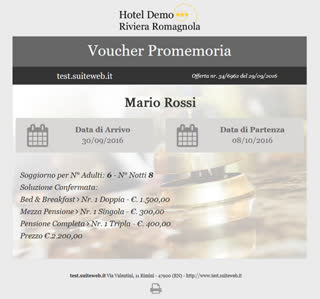 Hotel Demo
Riviera Romagnola
Voucher Promemoria
test.suiteweb.it
Offerta nr. 34/6962 del 29/09/2016
Mario Rossi
Data di Arrivo
30/09/2016
Data di Partenza
08/10/2016
Soggiorno per N° Adulti: 6 - N° Notti 8
Soluzione Confermata:
Bed & Breakfast > Nr. 1 Doppia - €. 1.500,00
Mezza Pensione > Nr. 1 Singola - €. 300,00
Pensione Completa > Nr. 1 Tripla - €. 400,00
Prezzo €.2.200,00
test.suiteweb.it Via Valentini, 11 Rimini - 47900 (RN) - http://www.test.suiteweb.it